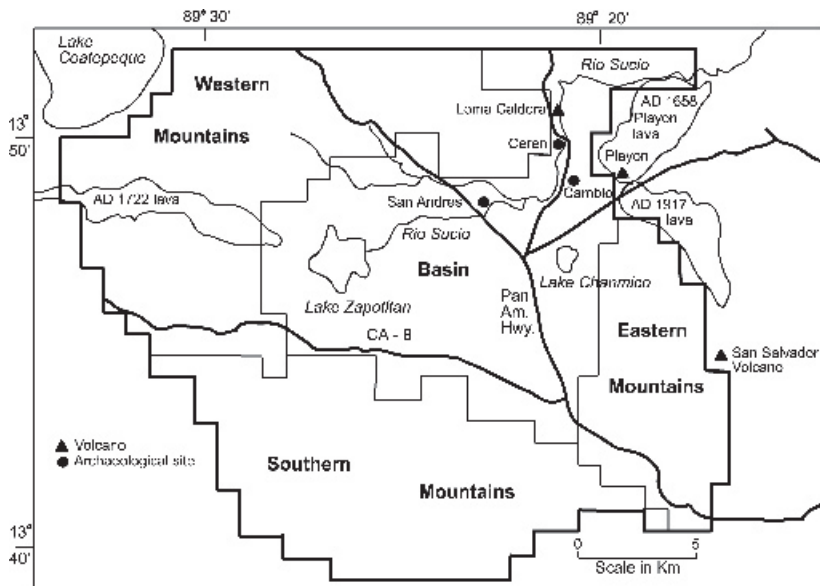 89° 30'
89° 20'
Lake
Coatepeque
Western
Mountains
Rio Sucio
Loma Caldera
AD 1658
Playon
lava
13°
50'
Ceren
Playon
Cambio
AD 1722 lava
San Andres
AD 1917
lava
Rio Sucio
Basin
Lake Zapotitan
Lake Chanmico
Pan
Am.
Hwy.
CA - 8
Eastern
Mountains
San Salvador
Volcano
Volcano
Archaeological site
Southern
Mountains
13°
40'
0 5
Scale in Km